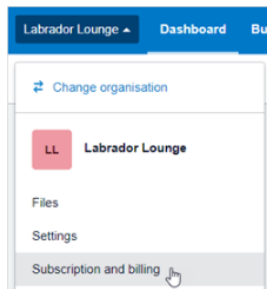 Labrador Lounge Dashboard
Change organisation
LL Labrador Lounge
Files
Settings
Subscription and billing